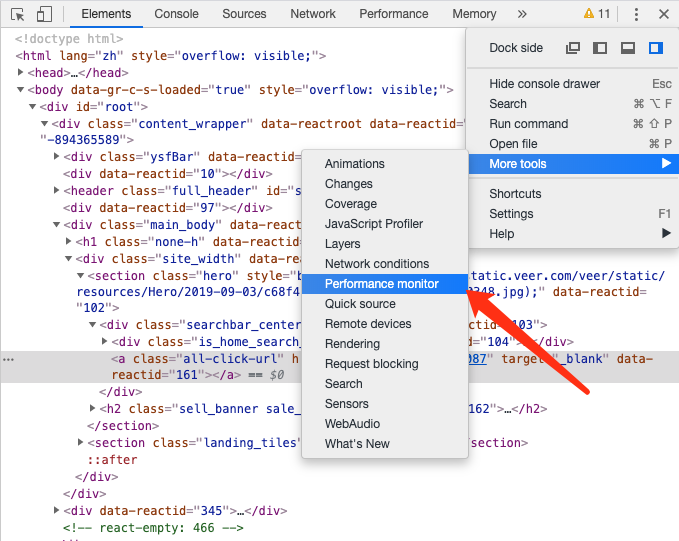 Elements Console Sources Network Performance Memory » 11
<!doctype html>
Dock side
<html lang="zh" style="overflow: visible;">
<head>…</head>
Hide console drawer Esc
<body data-gr-c-s-loaded="true" style="overflow: visible;">
Search ⌘ ⌥ F
<div id="root">
Run command ⌘ ⇧ P
<div class="content_wrapper" data-reactroot data-reactid=
"-894365589">
Open file ⌘ P
<div class="ysfBar" data-reactid=
More tools
<div data-reactid="10"></div>
<header class="full_header" id="s
Shortcuts
<div data-reactid="97"></div>
Settings F1
<div class="main_body" data-reactid=
Help
<h1 class="none-h" data-reactid=
<div class="site_width" data-rea
<section class="hero" style="b
tatic.veer.com/veer/static/
resources/Hero/2019-09-03/c68f4
348.jpg);" data-reactid=
"102">
<div class="searchbar_center
ctid="103">
<div class="is_home_search_
"104">…</div>
<a class="all-click-url" h
087" target="_blank" data-
reactid="161"></a> == $0
</div>
<h2 class="sell_banner sale_
162">…</h2>
</section>
<section class="landing_tiles"
/section>
::after
</div>
</div>
<div data-reactid="345">…</div>
<!-- react-empty: 466 -->
Animations
Changes
Coverage
JavaScript Profiler
Layers
Network conditions
Performance monitor
Quick source
Remote devices
Rendering
Request blocking
Search
Sensors
WebAudio
What's New